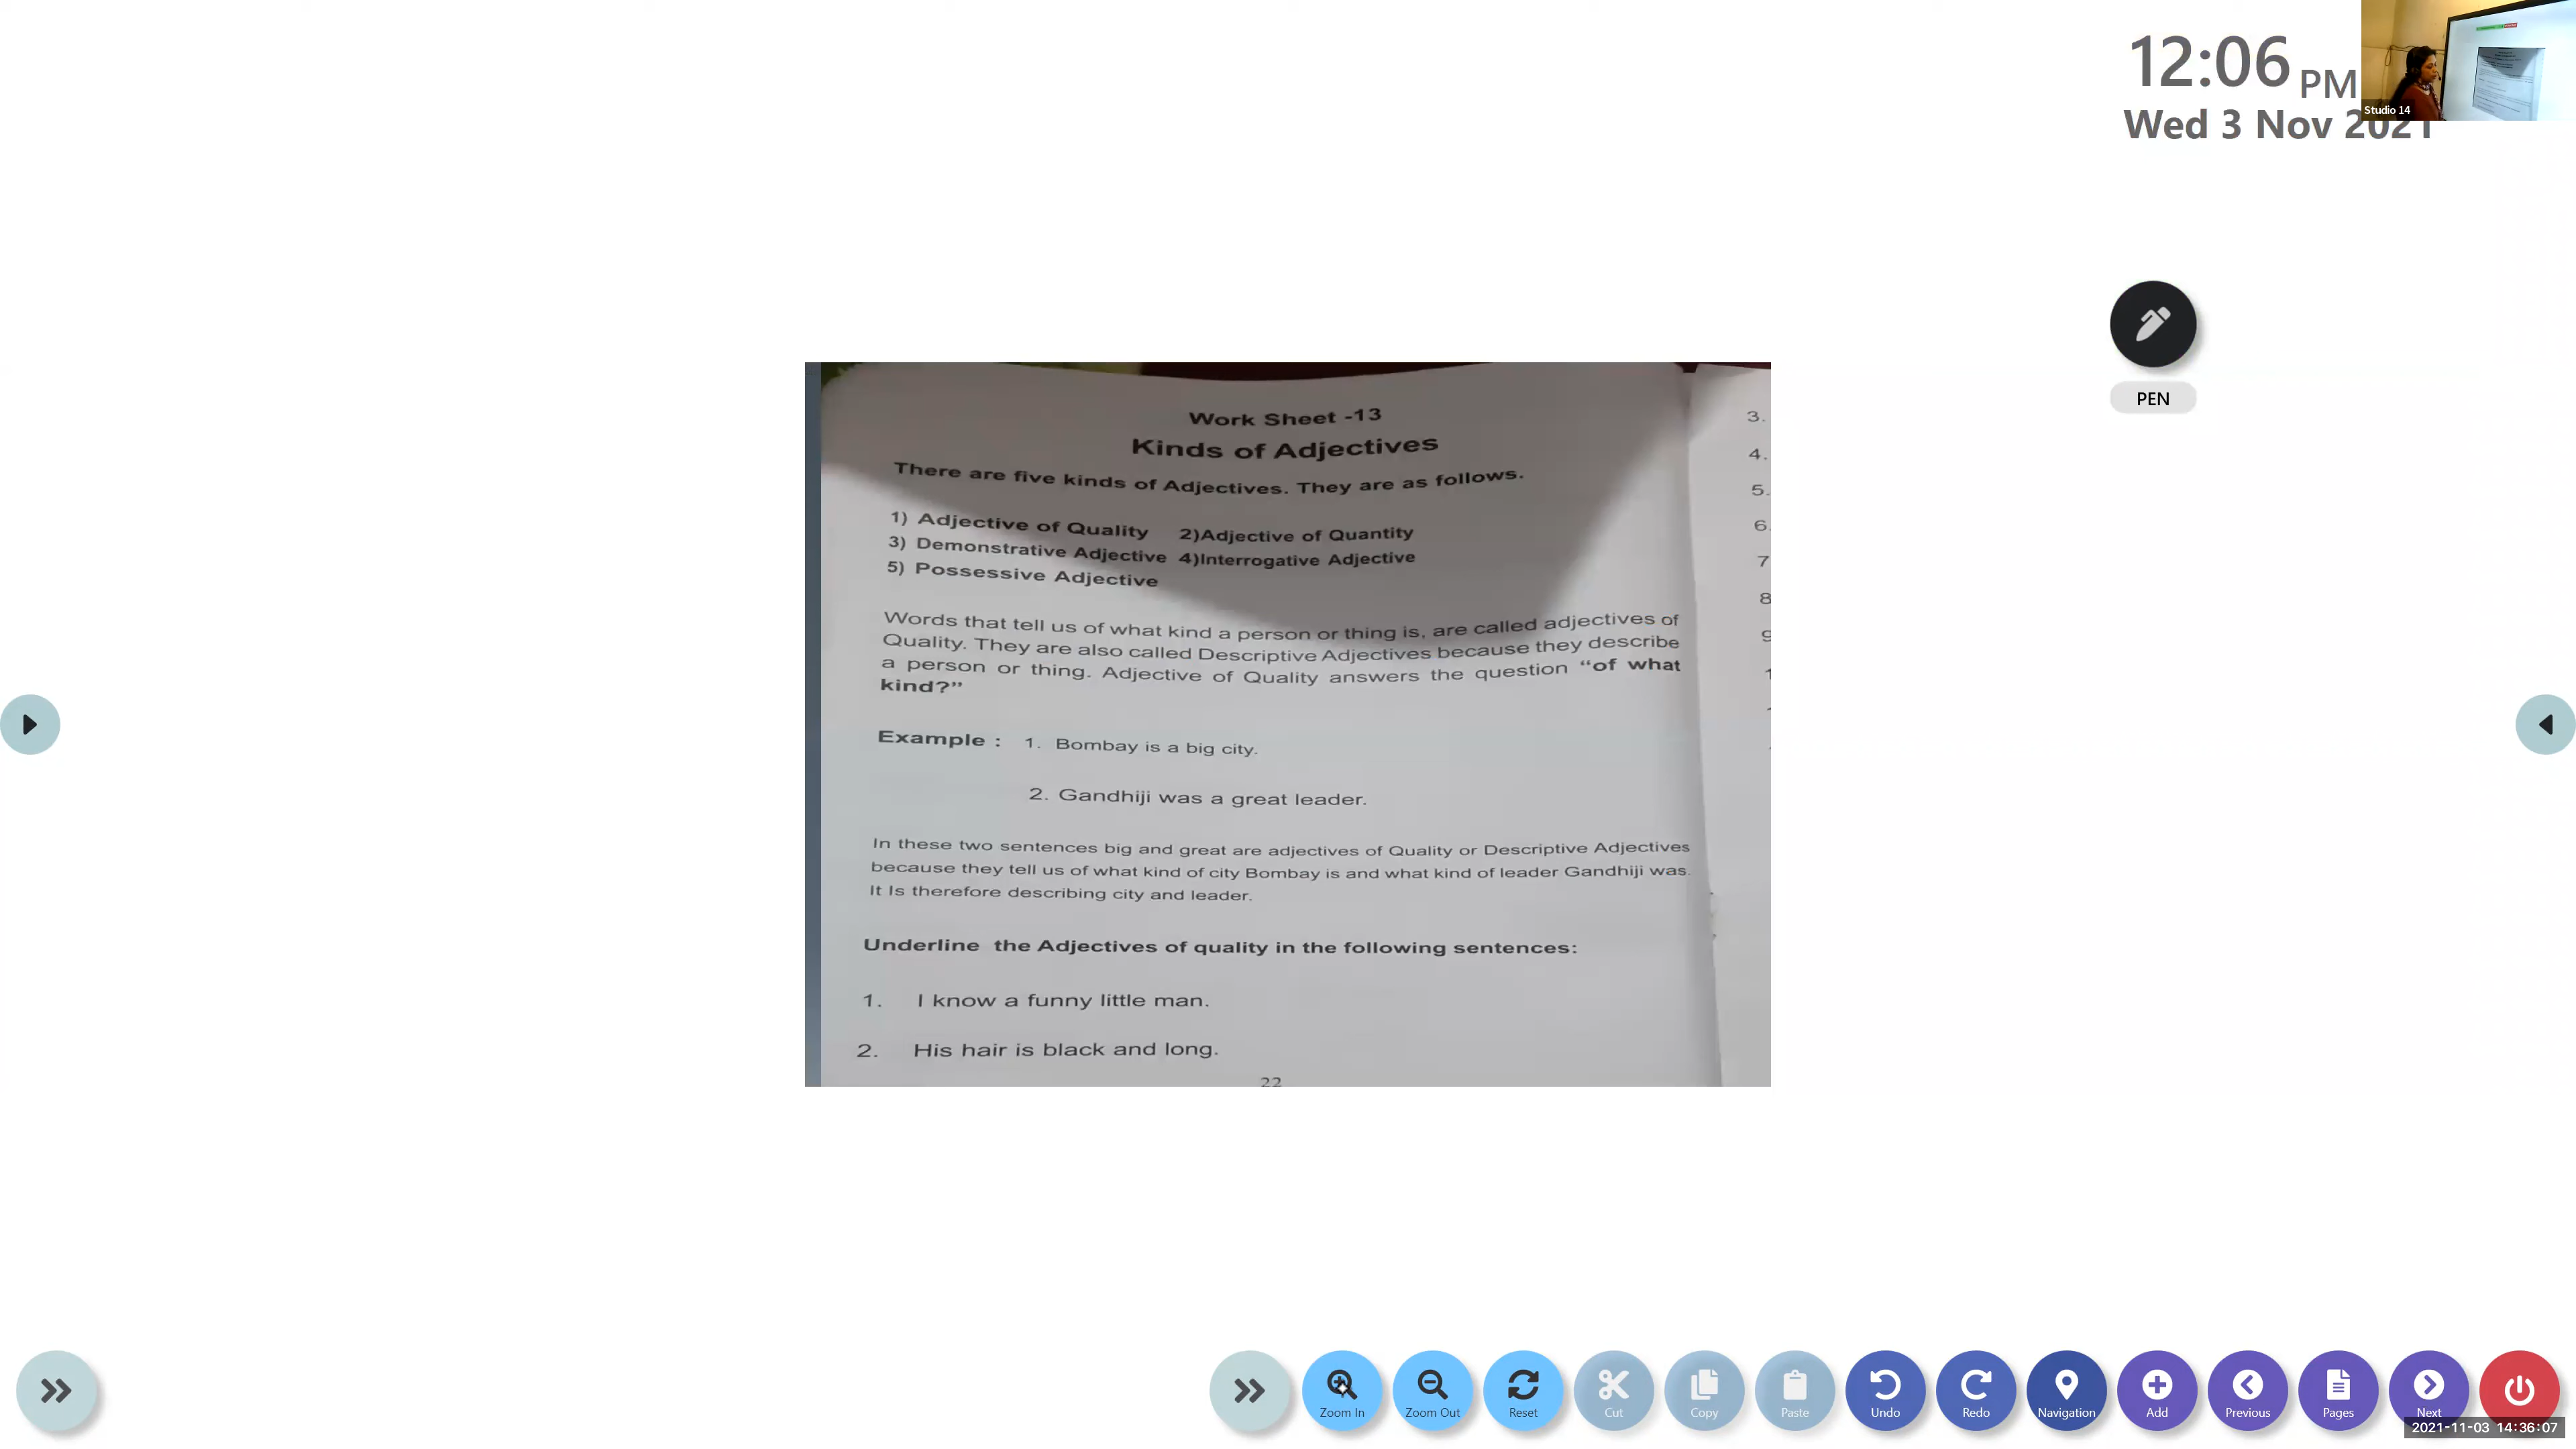 12:06 PM
Wed 3 Nov 2021
Studio 14
PEN
Work Sheet -13
Kinds of Adjectives
There are five kinds of Adjectives. They are as follows.
1) Adjective of Quality 2)Adjective of Quantity
3) Demonstrative Adjective 4)Interrogative Adjective
5) Possessive Adjective
Words that tell us of what kind a person or thing is, are called adjectives of
Quality. They are also called Descriptive Adjectives because they describe
a person or thing. Adjective of Quality answers the question “of what
kind?”
Example : 1. Bombay is a big city.
2. Gandhiji was a great leader.
In these two sentences big and great are adjectives of Quality or Descriptive Adjectives
because they tell us of what kind of city Bombay is and what kind of leader Gandhiji was.
It Is therefore describing city and leader.
Underline the Adjectives of quality in the following sentences:
1. I know a funny little man.
2. His hair is black and long.
22
3.
4.
5.
6.
7
8
9
Zoom In
Zoom Out
Reset
Cut
Copy
Paste
Undo
Redo
Navigation
Add
Previous
Pages
Next
2021-11-03 14:36:07